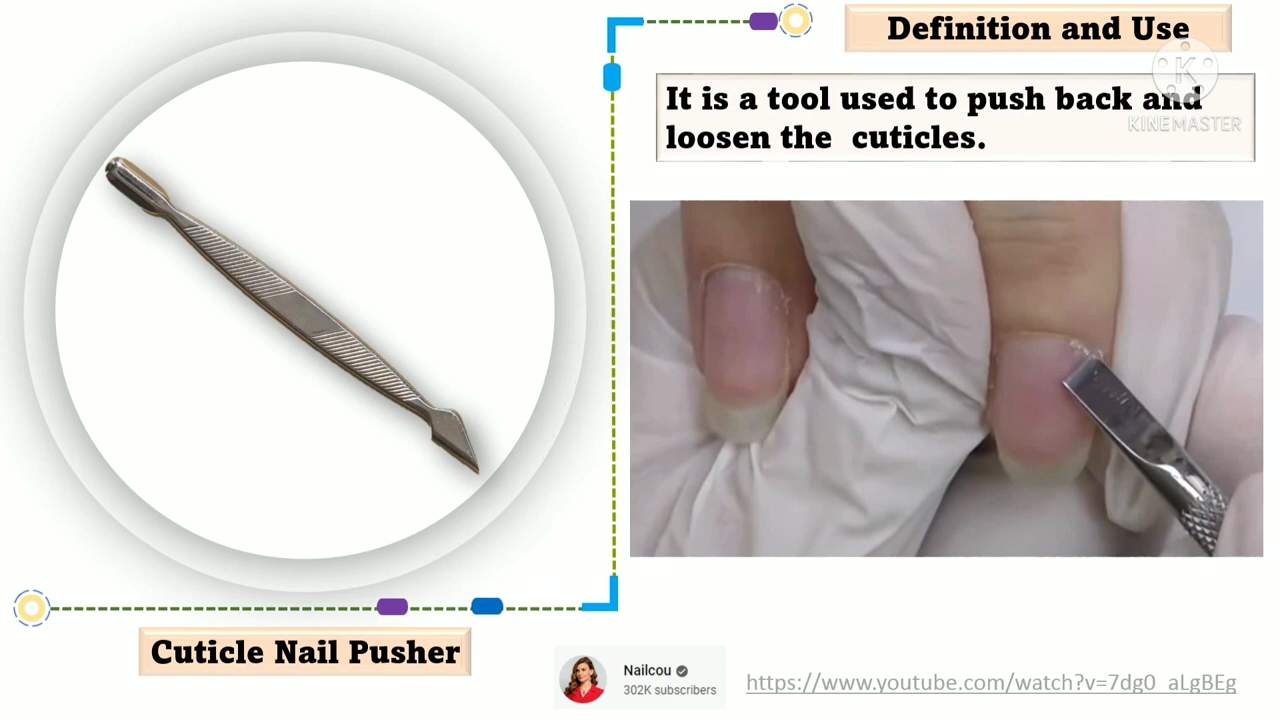 Definition and Use
It is a tool used to push back and
loosen the cuticles.
KINEMASTER
Cuticle Nail Pusher
Nailcou
302K subscribers
https://www.youtube.com/watch?v=7dg0_aLgBEg